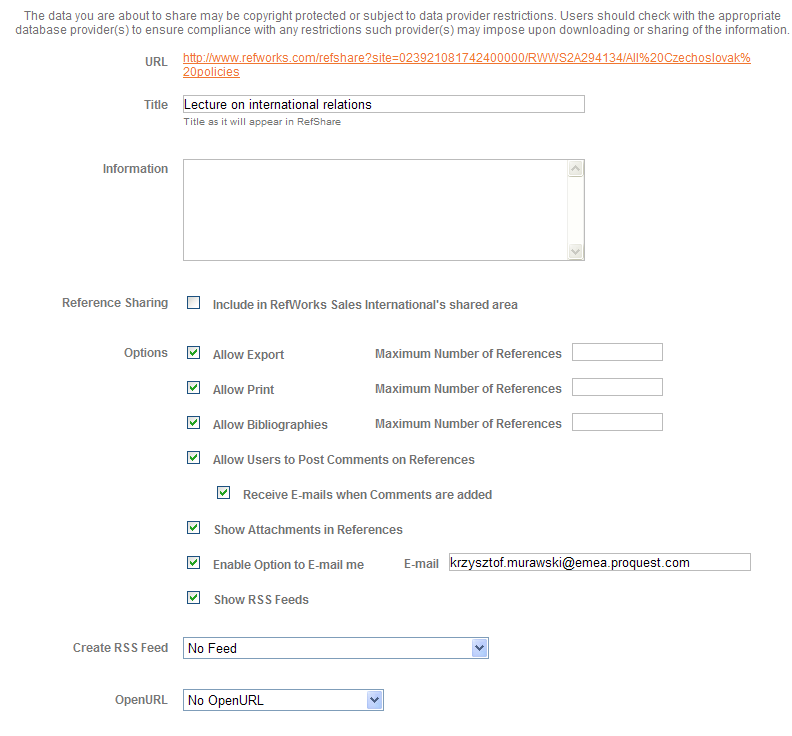 The data you are about to share may be copyright protected or subject to data provider restrictions. Users should check with the appropriate
database provider(s) to ensure compliance with any restrictions such provider(s) may impose upon downloading or sharing of the information.
URL http://www.refworks.com/refshare?site=023921081742400000/RWWS2A294134/All%20Czechoslovak%
20policies
Title Lecture on international relations
Title as it will appear in RefShare
Information
Reference Sharing Include in RefWorks Sales International's shared area
Options Allow Export Maximum Number of References
Allow Print Maximum Number of References
Allow Bibliographies Maximum Number of References
Allow Users to Post Comments on References
Receive E-mails when Comments are added
Show Attachments in References
Enable Option to E-mail me E-mail krzysztof.murawski@emea.proquest.com
Show RSS Feeds
Create RSS Feed No Feed
OpenURL No OpenURL